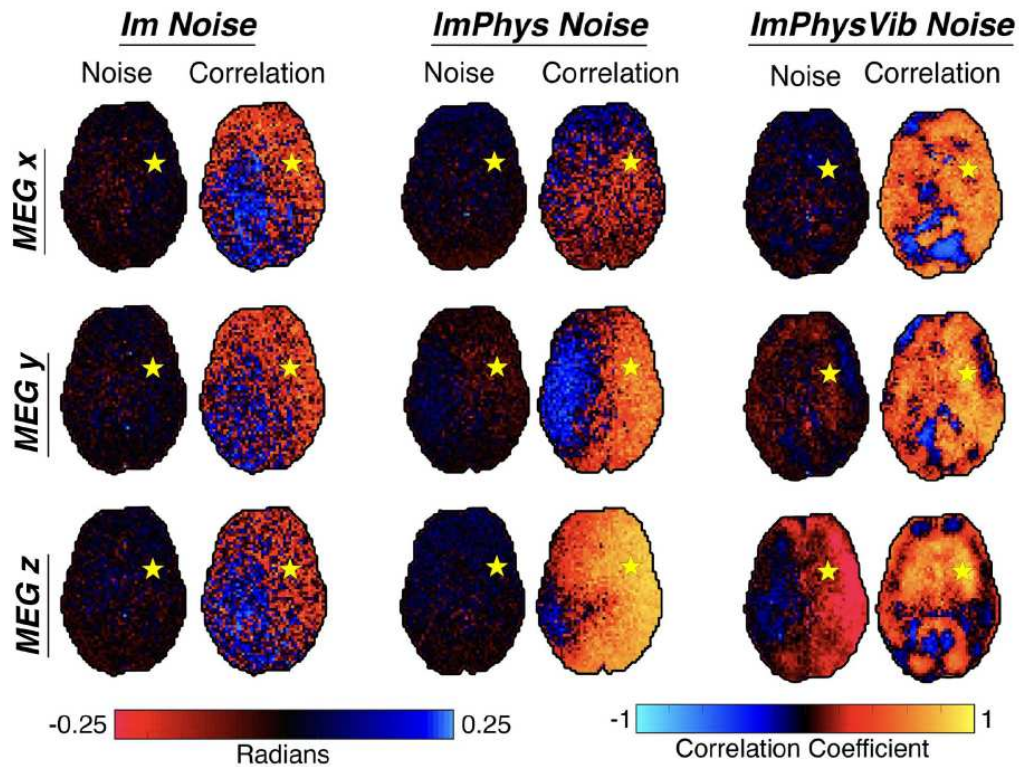 Im Noise ImPhys Noise ImPhysVib Noise
Noise Correlation Noise Correlation Noise Correlation
MEG x
MEG y
MEG z
-0.25 0.25 -1 1
Radians Correlation Coefficient